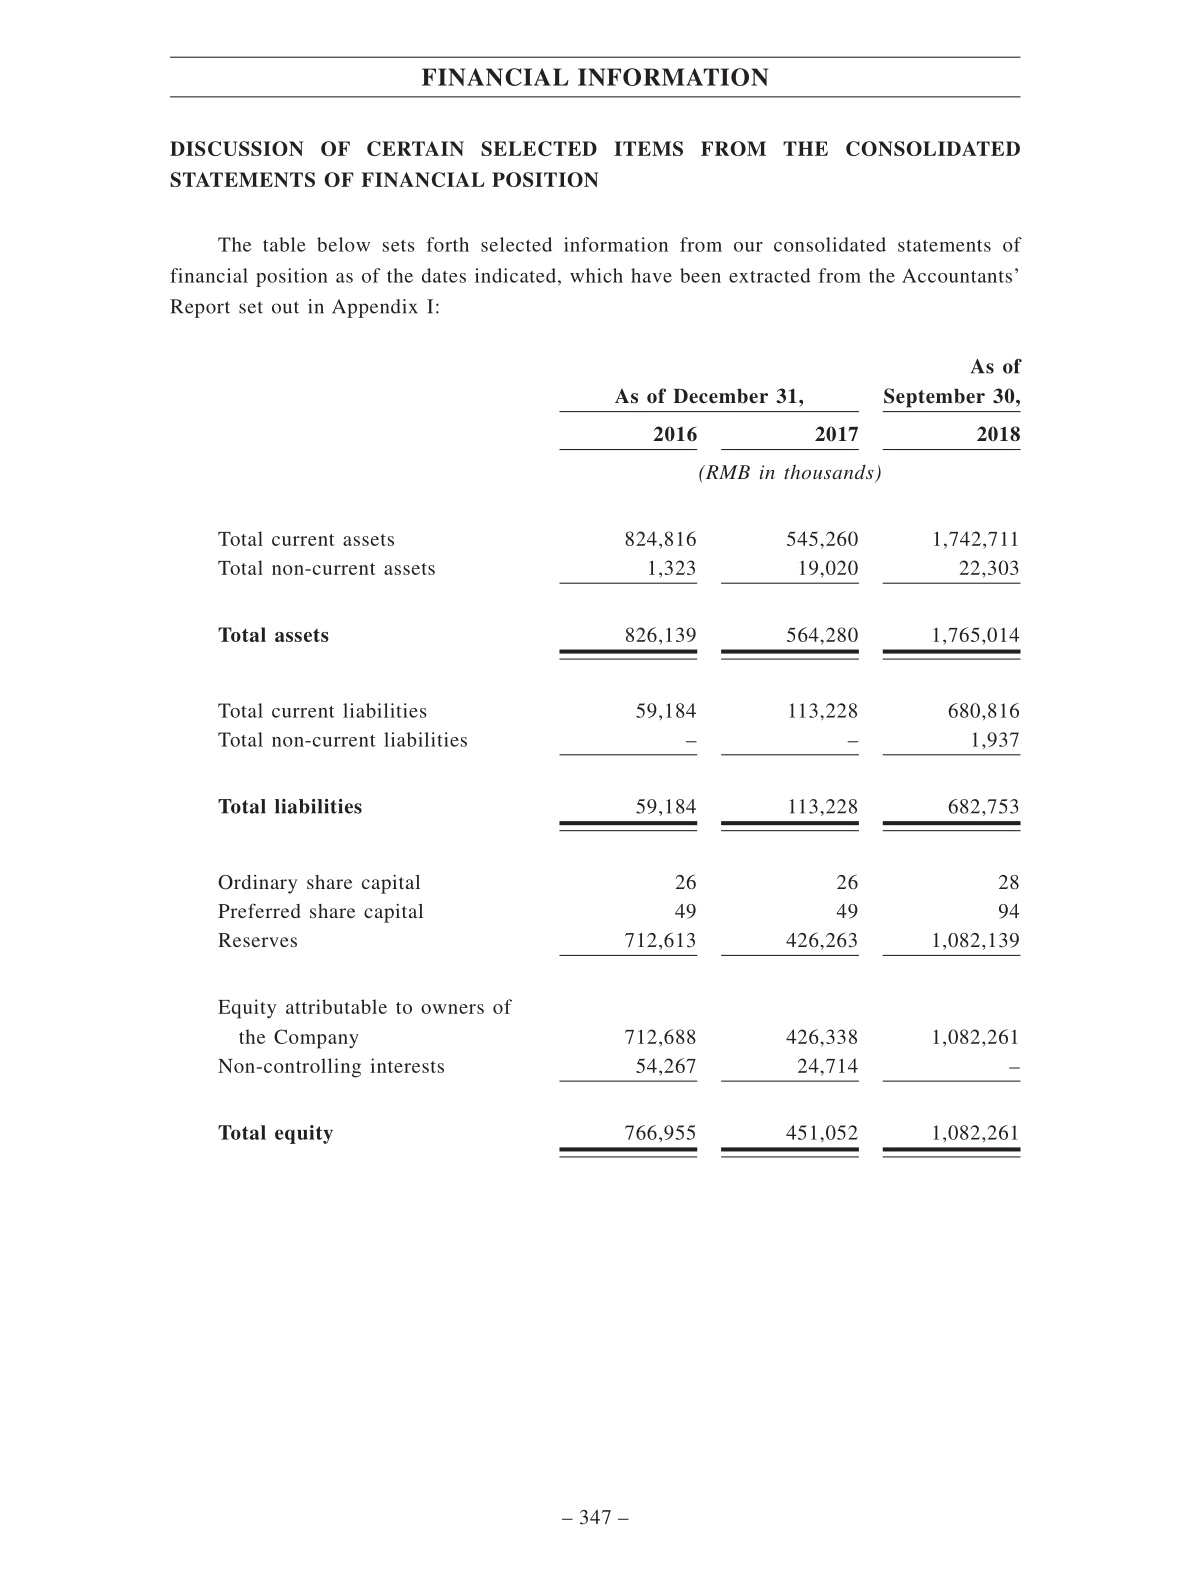 FINANCIAL INFORMATION
DISCUSSION OF CERTAIN SELECTED ITEMS FROM THE CONSOLIDATED
STATEMENTS OF FINANCIAL POSITION
The table below sets forth selected information from our consolidated statements of
financial position as of the dates indicated, which have been extracted from the Accountants’
Report set out in Appendix I:
As of
As of December 31, September 30,
2016 2017 2018
(RMB in thousands)
Total current assets 824,816 545,260 1,742,711
Total non-current assets 1,323 19,020 22,303
Total assets 826,139 564,280 1,765,014
Total current liabilities 59,184 113,228 680,816
Total non-current liabilities – – 1,937
Total liabilities 59,184 113,228 682,753
Ordinary share capital 26 26 28
Preferred share capital 49 49 94
Reserves 712,613 426,263 1,082,139
Equity attributable to owners of
the Company 712,688 426,338 1,082,261
Non-controlling interests 54,267 24,714 –
Total equity 766,955 451,052 1,082,261
– 347 –